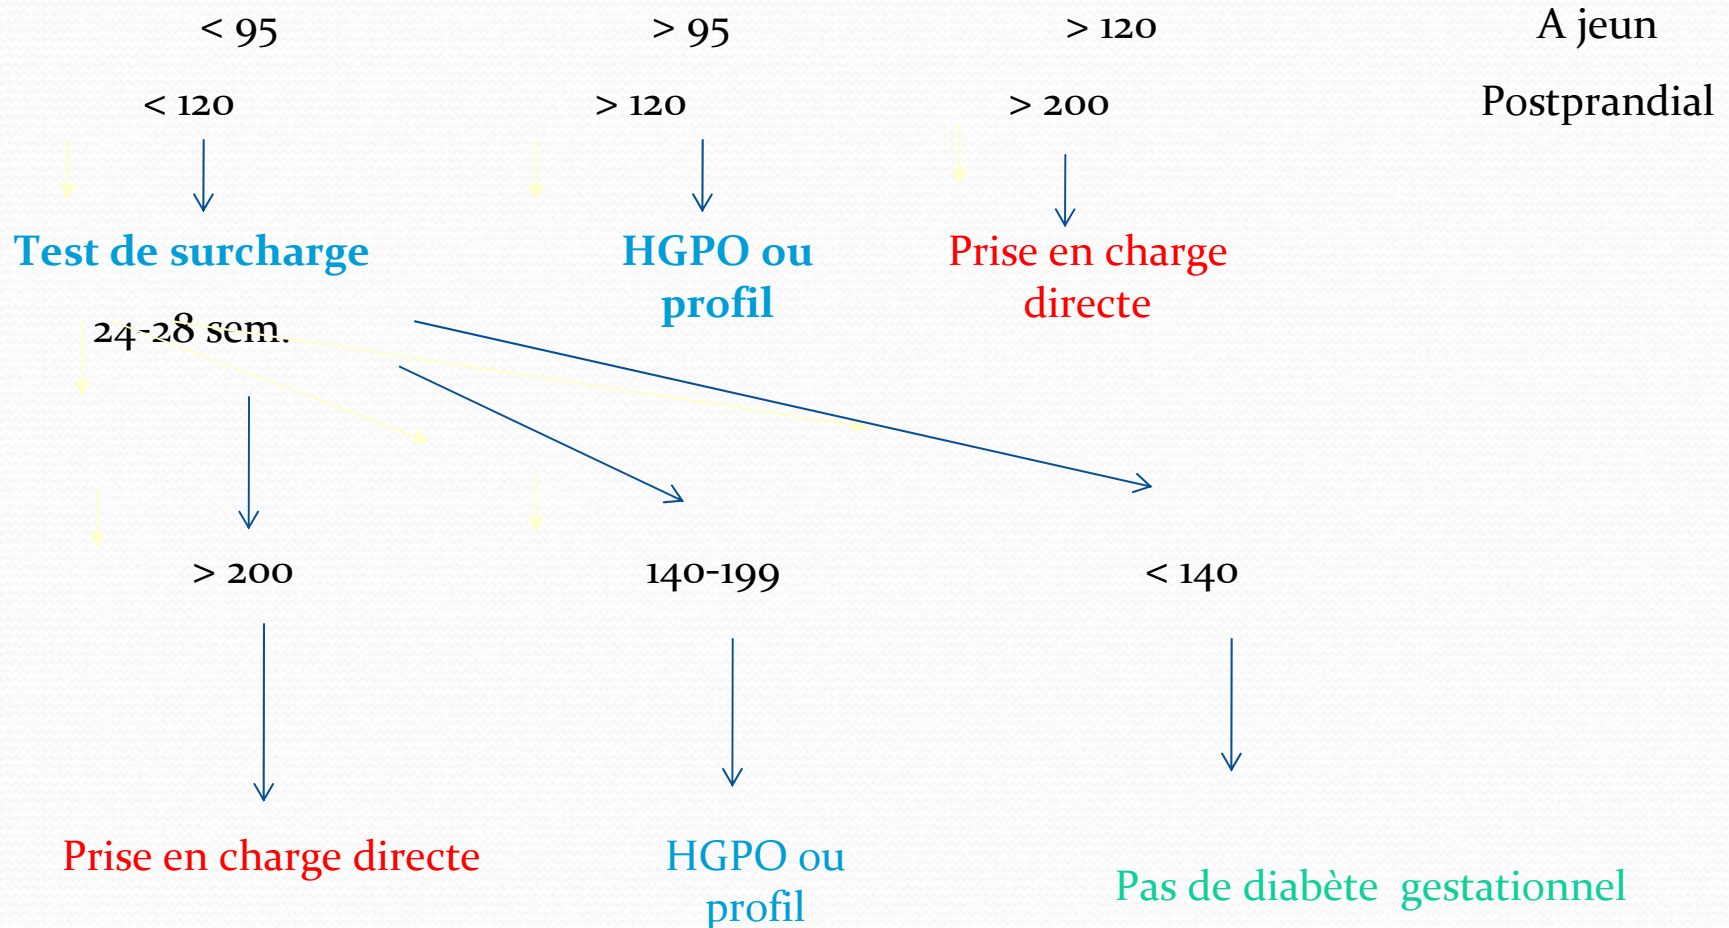 < 95 > 95 > 120 A jeun
< 120 > 120 > 200 Postprandial
Test de surcharge HGPO ou Prise en charge
profil directe
24-28 sem.
> 200 140-199 < 140
Prise en charge directe HGPO ou Pas de diabète gestationnel
profil